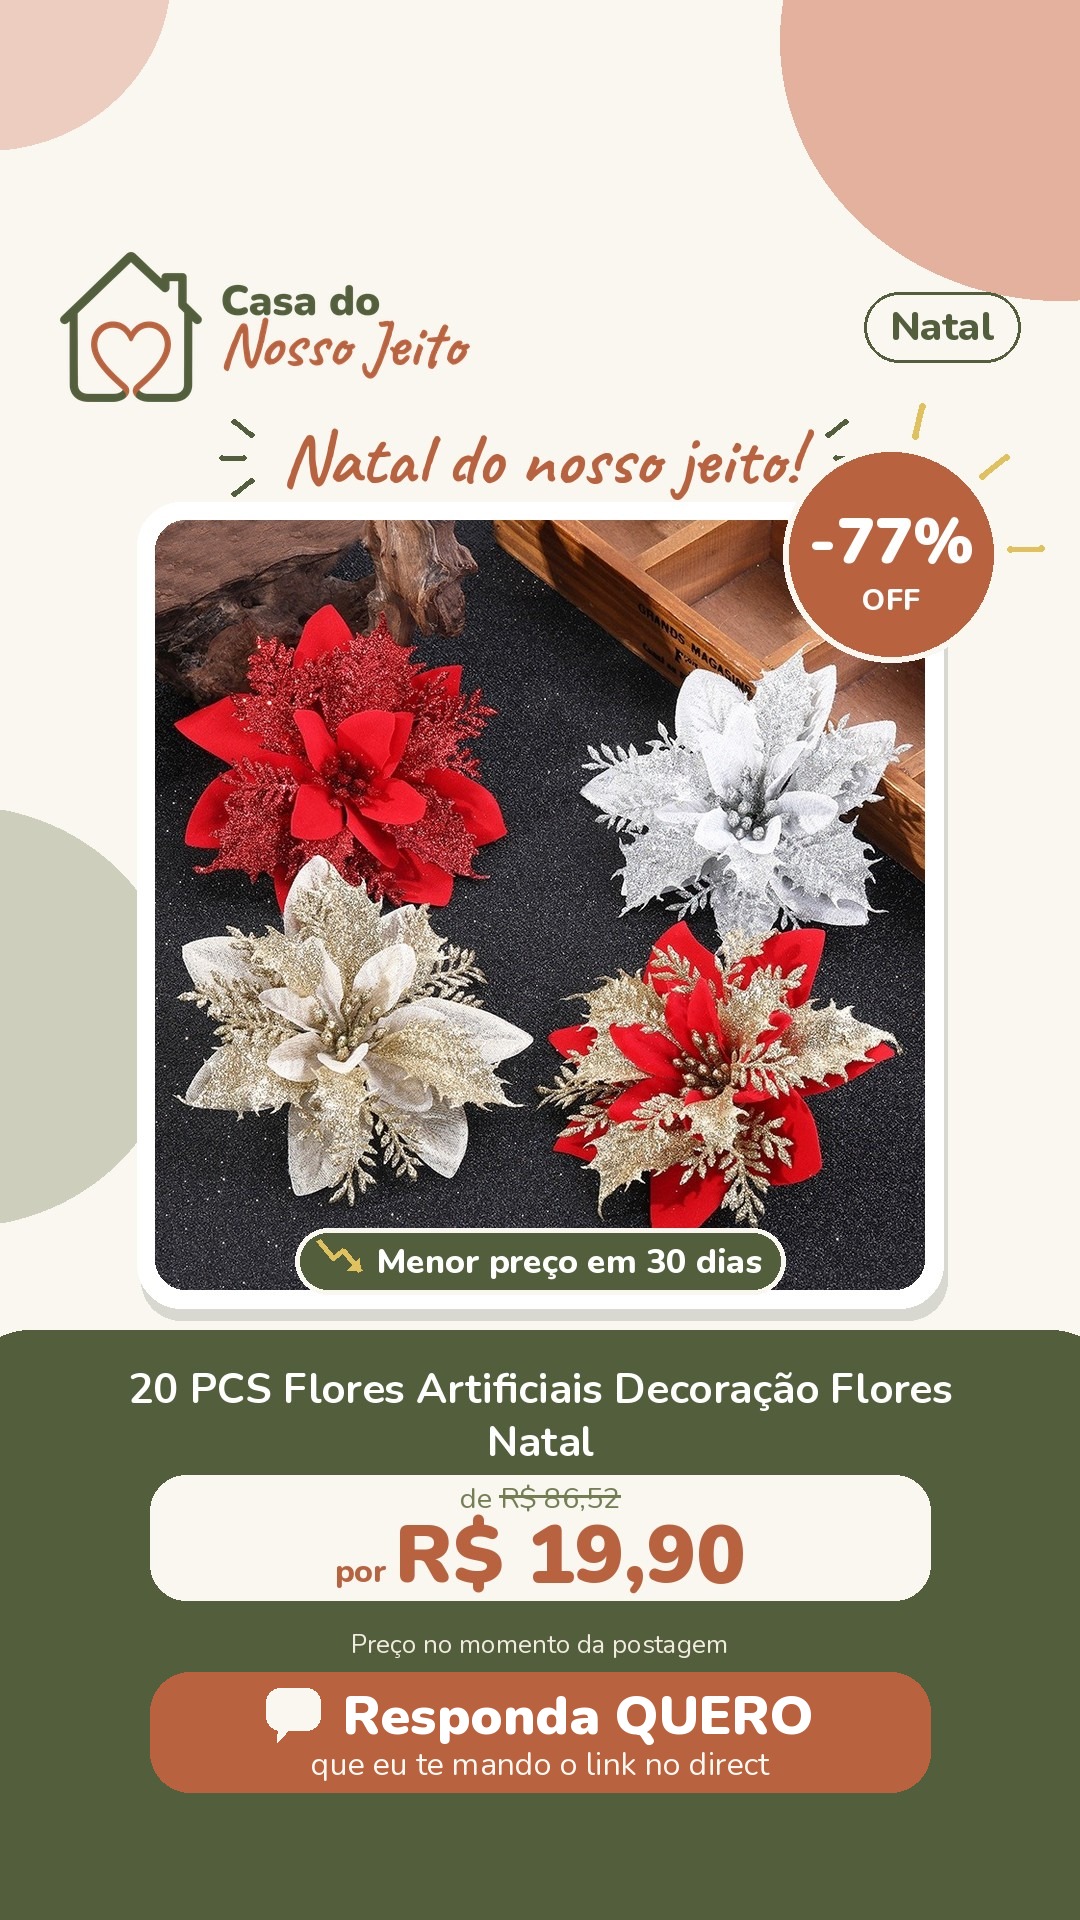 Casa do
Nosso Jeito
Natal
Natal do nosso jeito!
-77%
OFF
GRANDS MAGASINS
Menor preço em 30 dias
20 PCS Flores Artificiais Decoração Flores
Natal
de R$ 86,52
por R$ 19,90
Preço no momento da postagem
Responda QUERO
que eu te mando o link no direct